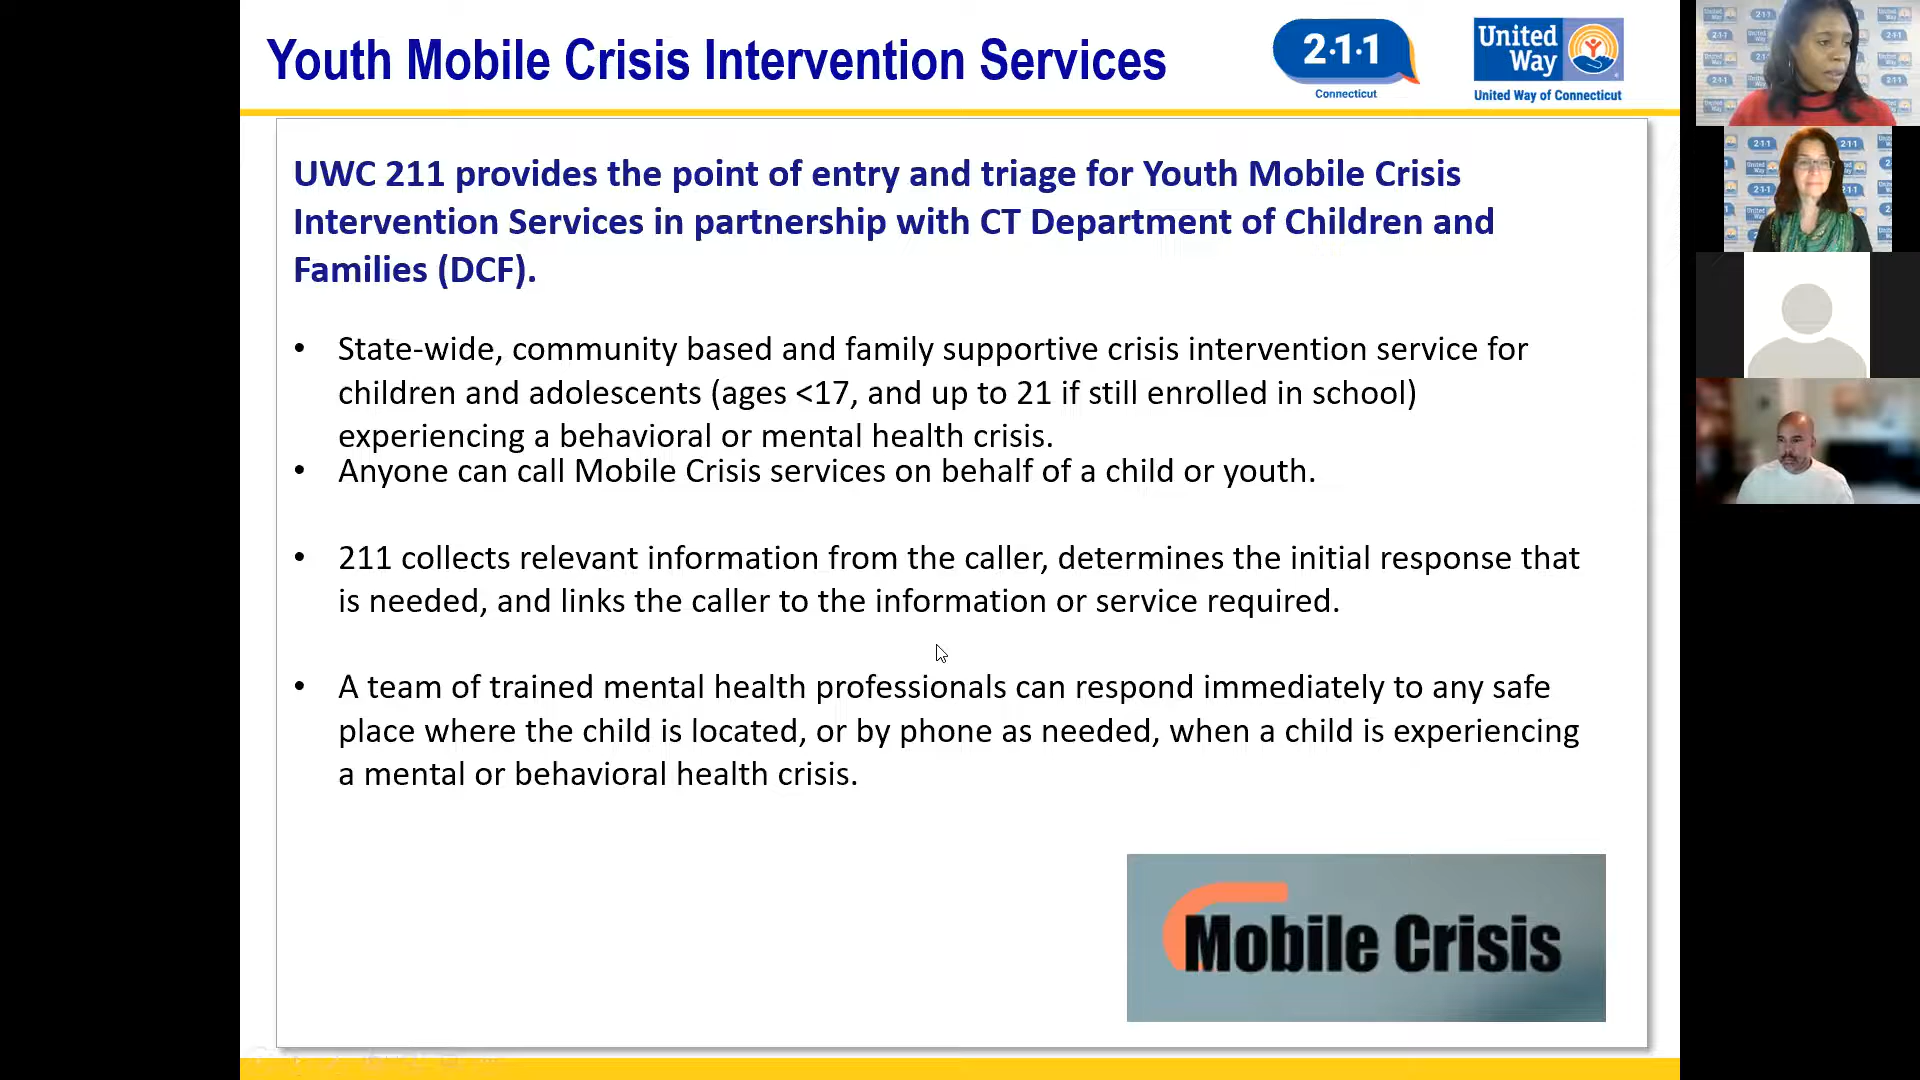 Youth Mobile Crisis Intervention Services
2·1·1
Connecticut
United
Way
United Way of Connecticut
UWC 211 provides the point of entry and triage for Youth Mobile Crisis
Intervention Services in partnership with CT Department of Children and
Families (DCF).
• State-wide, community based and family supportive crisis intervention service for
children and adolescents (ages <17, and up to 21 if still enrolled in school)
experiencing a behavioral or mental health crisis.
• Anyone can call Mobile Crisis services on behalf of a child or youth.
• 211 collects relevant information from the caller, determines the initial response that
is needed, and links the caller to the information or service required.
• A team of trained mental health professionals can respond immediately to any safe
place where the child is located, or by phone as needed, when a child is experiencing
a mental or behavioral health crisis.
Mobile Crisis